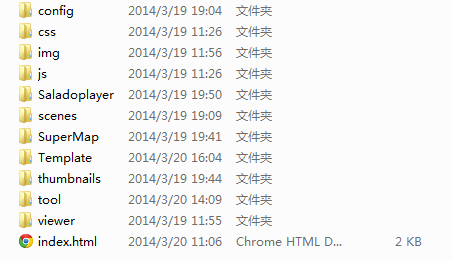 config 2014/3/19 19:04 文件夹
css 2014/3/19 11:26 文件夹
img 2014/3/19 11:56 文件夹
js 2014/3/19 11:26 文件夹
Saladoplayer 2014/3/19 19:50 文件夹
scenes 2014/3/19 19:09 文件夹
SuperMap 2014/3/19 19:41 文件夹
Template 2014/3/20 16:04 文件夹
thumbnails 2014/3/19 19:44 文件夹
tool 2014/3/20 14:09 文件夹
viewer 2014/3/19 11:55 文件夹
index.html 2014/3/20 11:06 Chrome HTML D... 2 KB